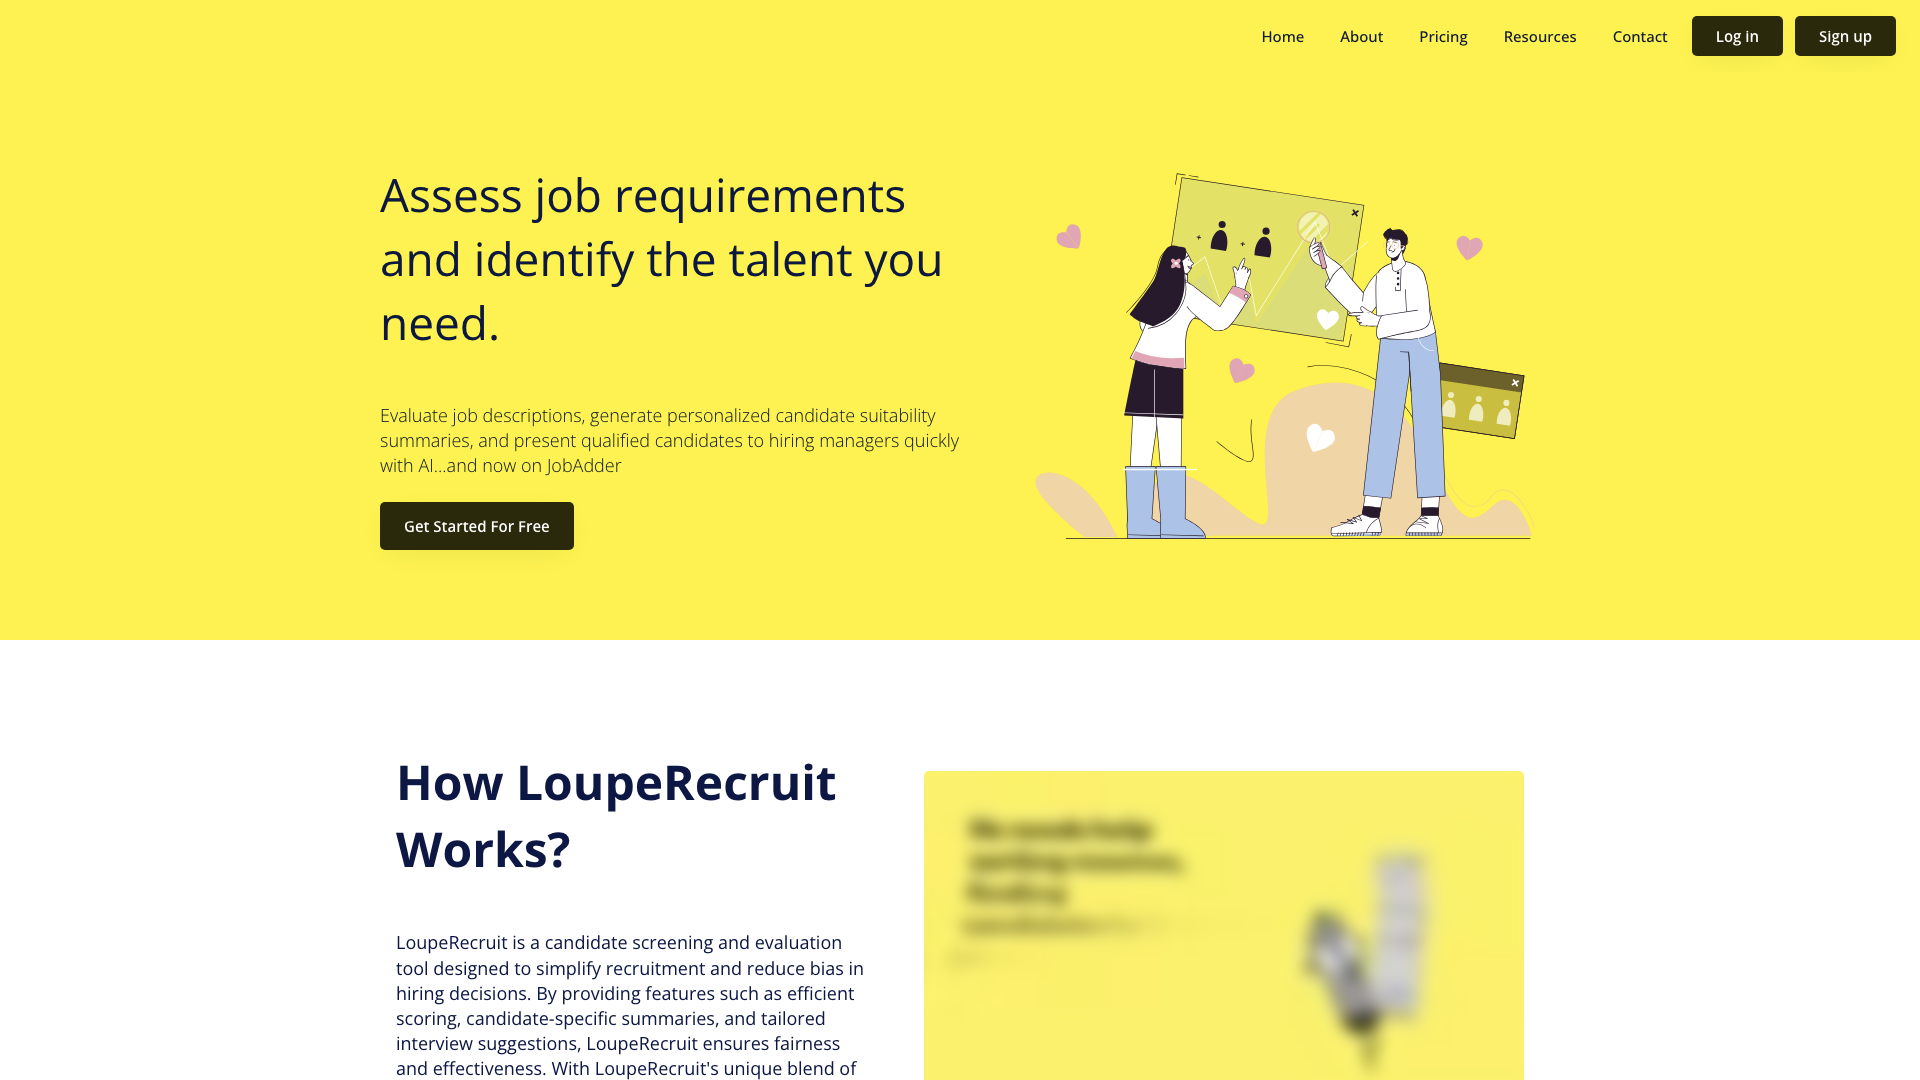 Home About Pricing Resources Contact Log in Sign up
Assess job requirements
and identify the talent you
need.
Evaluate job descriptions, generate personalized candidate suitability
summaries, and present qualified candidates to hiring managers quickly
with AI...and now on JobAdder
Get Started For Free
How LoupeRecruit
Works?
LoupeRecruit is a candidate screening and evaluation
tool designed to simplify recruitment and reduce bias in
hiring decisions. By providing features such as efficient
scoring, candidate-specific summaries, and tailored
interview suggestions, LoupeRecruit ensures fairness
and effectiveness. With LoupeRecruit's unique blend of